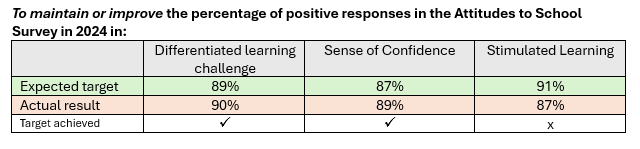 To maintain or improve the percentage of positive responses in the Attitudes to School
Survey in 2024 in:
Differentiated learning challenge Sense of Confidence Stimulated Learning
Expected target 89% 87% 91%
Actual result 90% 89% 87%
Target achieved ✓ ✓ x